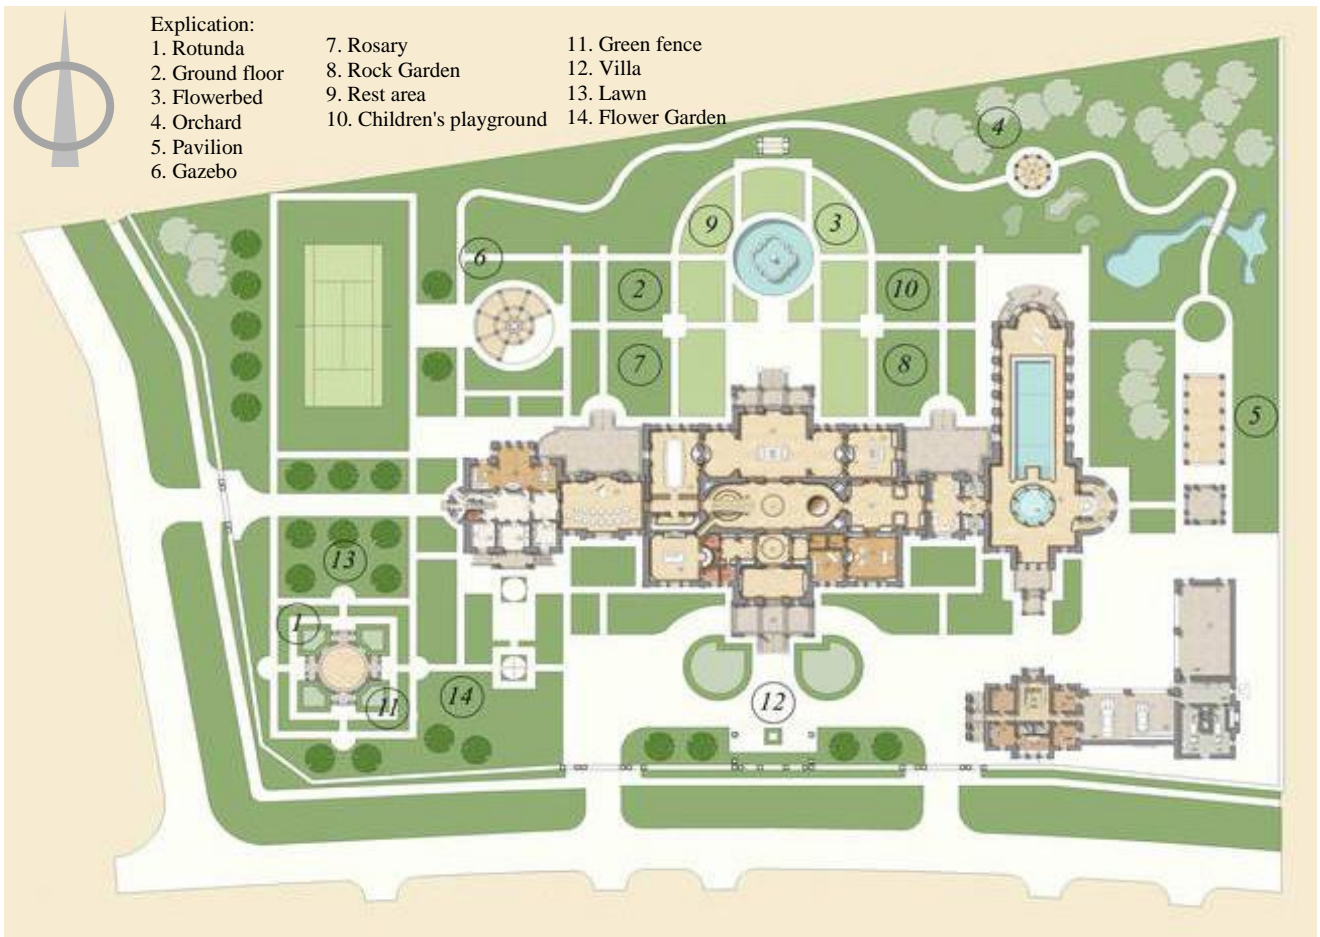 Explication:
1. Rotunda
2. Ground floor
3. Flowerbed
4. Orchard
5. Pavilion
6. Gazebo
7. Rosary
8. Rock Garden
9. Rest area
10. Children's playground
11. Green fence
12. Villa
13. Lawn
14. Flower Garden
4
9
3
6
2
10
7
8
5
13
1
11
14
12